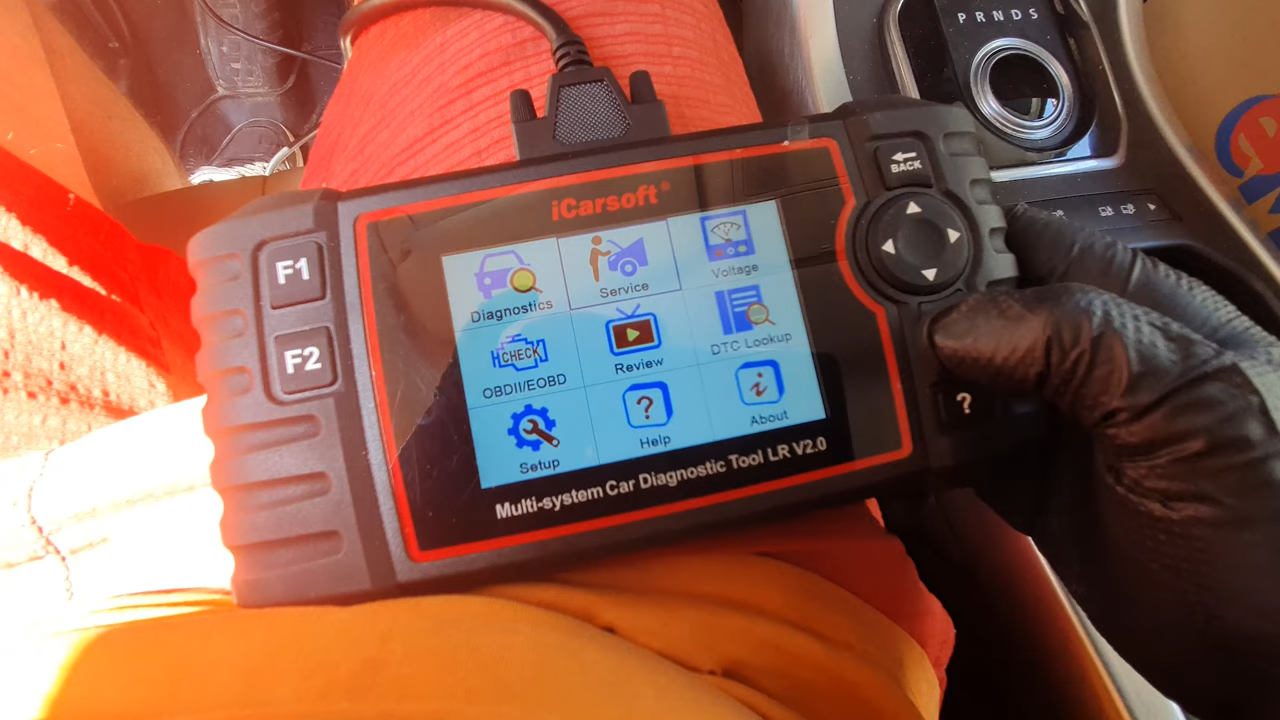 P R N D S
iCarsoft®
BACK
F1
F2
Diagnostics
Service
Voltage
CHECK
OBDII/EOBD
Review
DTC Lookup
?
Setup
?
Help
i
About
Multi-system Car Diagnostic Tool LR V2.0